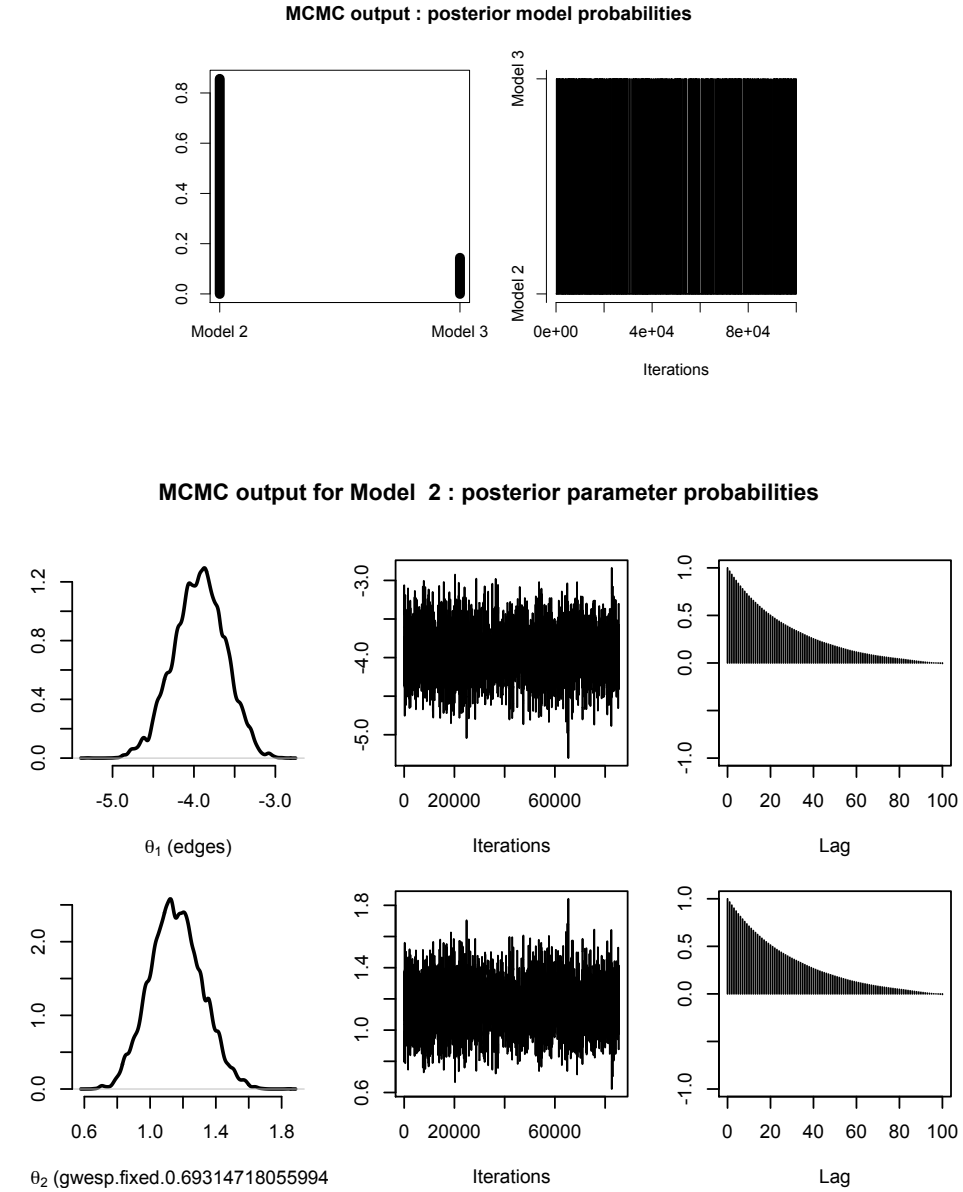 MCMC output : posterior model probabilities
0.0 0.2 0.4 0.6 0.8
Model 2 Model 3
Model 2 Model 3
0e+00 4e+04 8e+04
Iterations
MCMC output for Model 2 : posterior parameter probabilities
0.0 0.4 0.8 1.2
-5.0 -4.0 -3.0
θ1 (edges)
-5.0 -4.0 -3.0
0 20000 60000
Iterations
-1.0 0.0 0.5 1.0
0 20 40 60 80 100
Lag
0.0 1.0 2.0
0.6 1.0 1.4 1.8
θ2 (gwesp.fixed.0.69314718055994
0.6 1.0 1.4 1.8
0 20000 60000
Iterations
-1.0 0.0 0.5 1.0
0 20 40 60 80 100
Lag